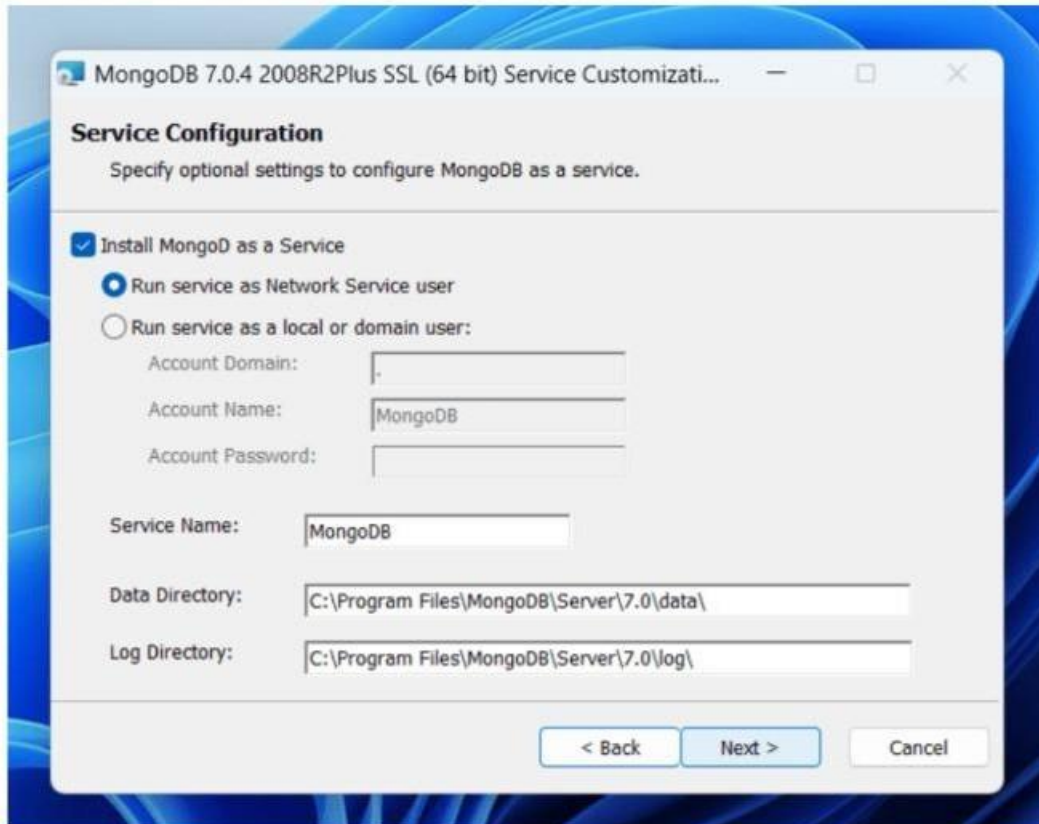 MongoDB 7.0.4 2008R2Plus SSL (64 bit) Service Customizati...
Service Configuration
Specify optional settings to configure MongoDB as a service.
Install MongoD as a Service
Run service as Network Service user
Run service as a local or domain user:
Account Domain: .
Account Name: MongoDB
Account Password:
Service Name: MongoDB
Data Directory: C:\Program Files\MongoDB\Server\7.0\data\
Log Directory: C:\Program Files\MongoDB\Server\7.0\log\
< Back Next > Cancel